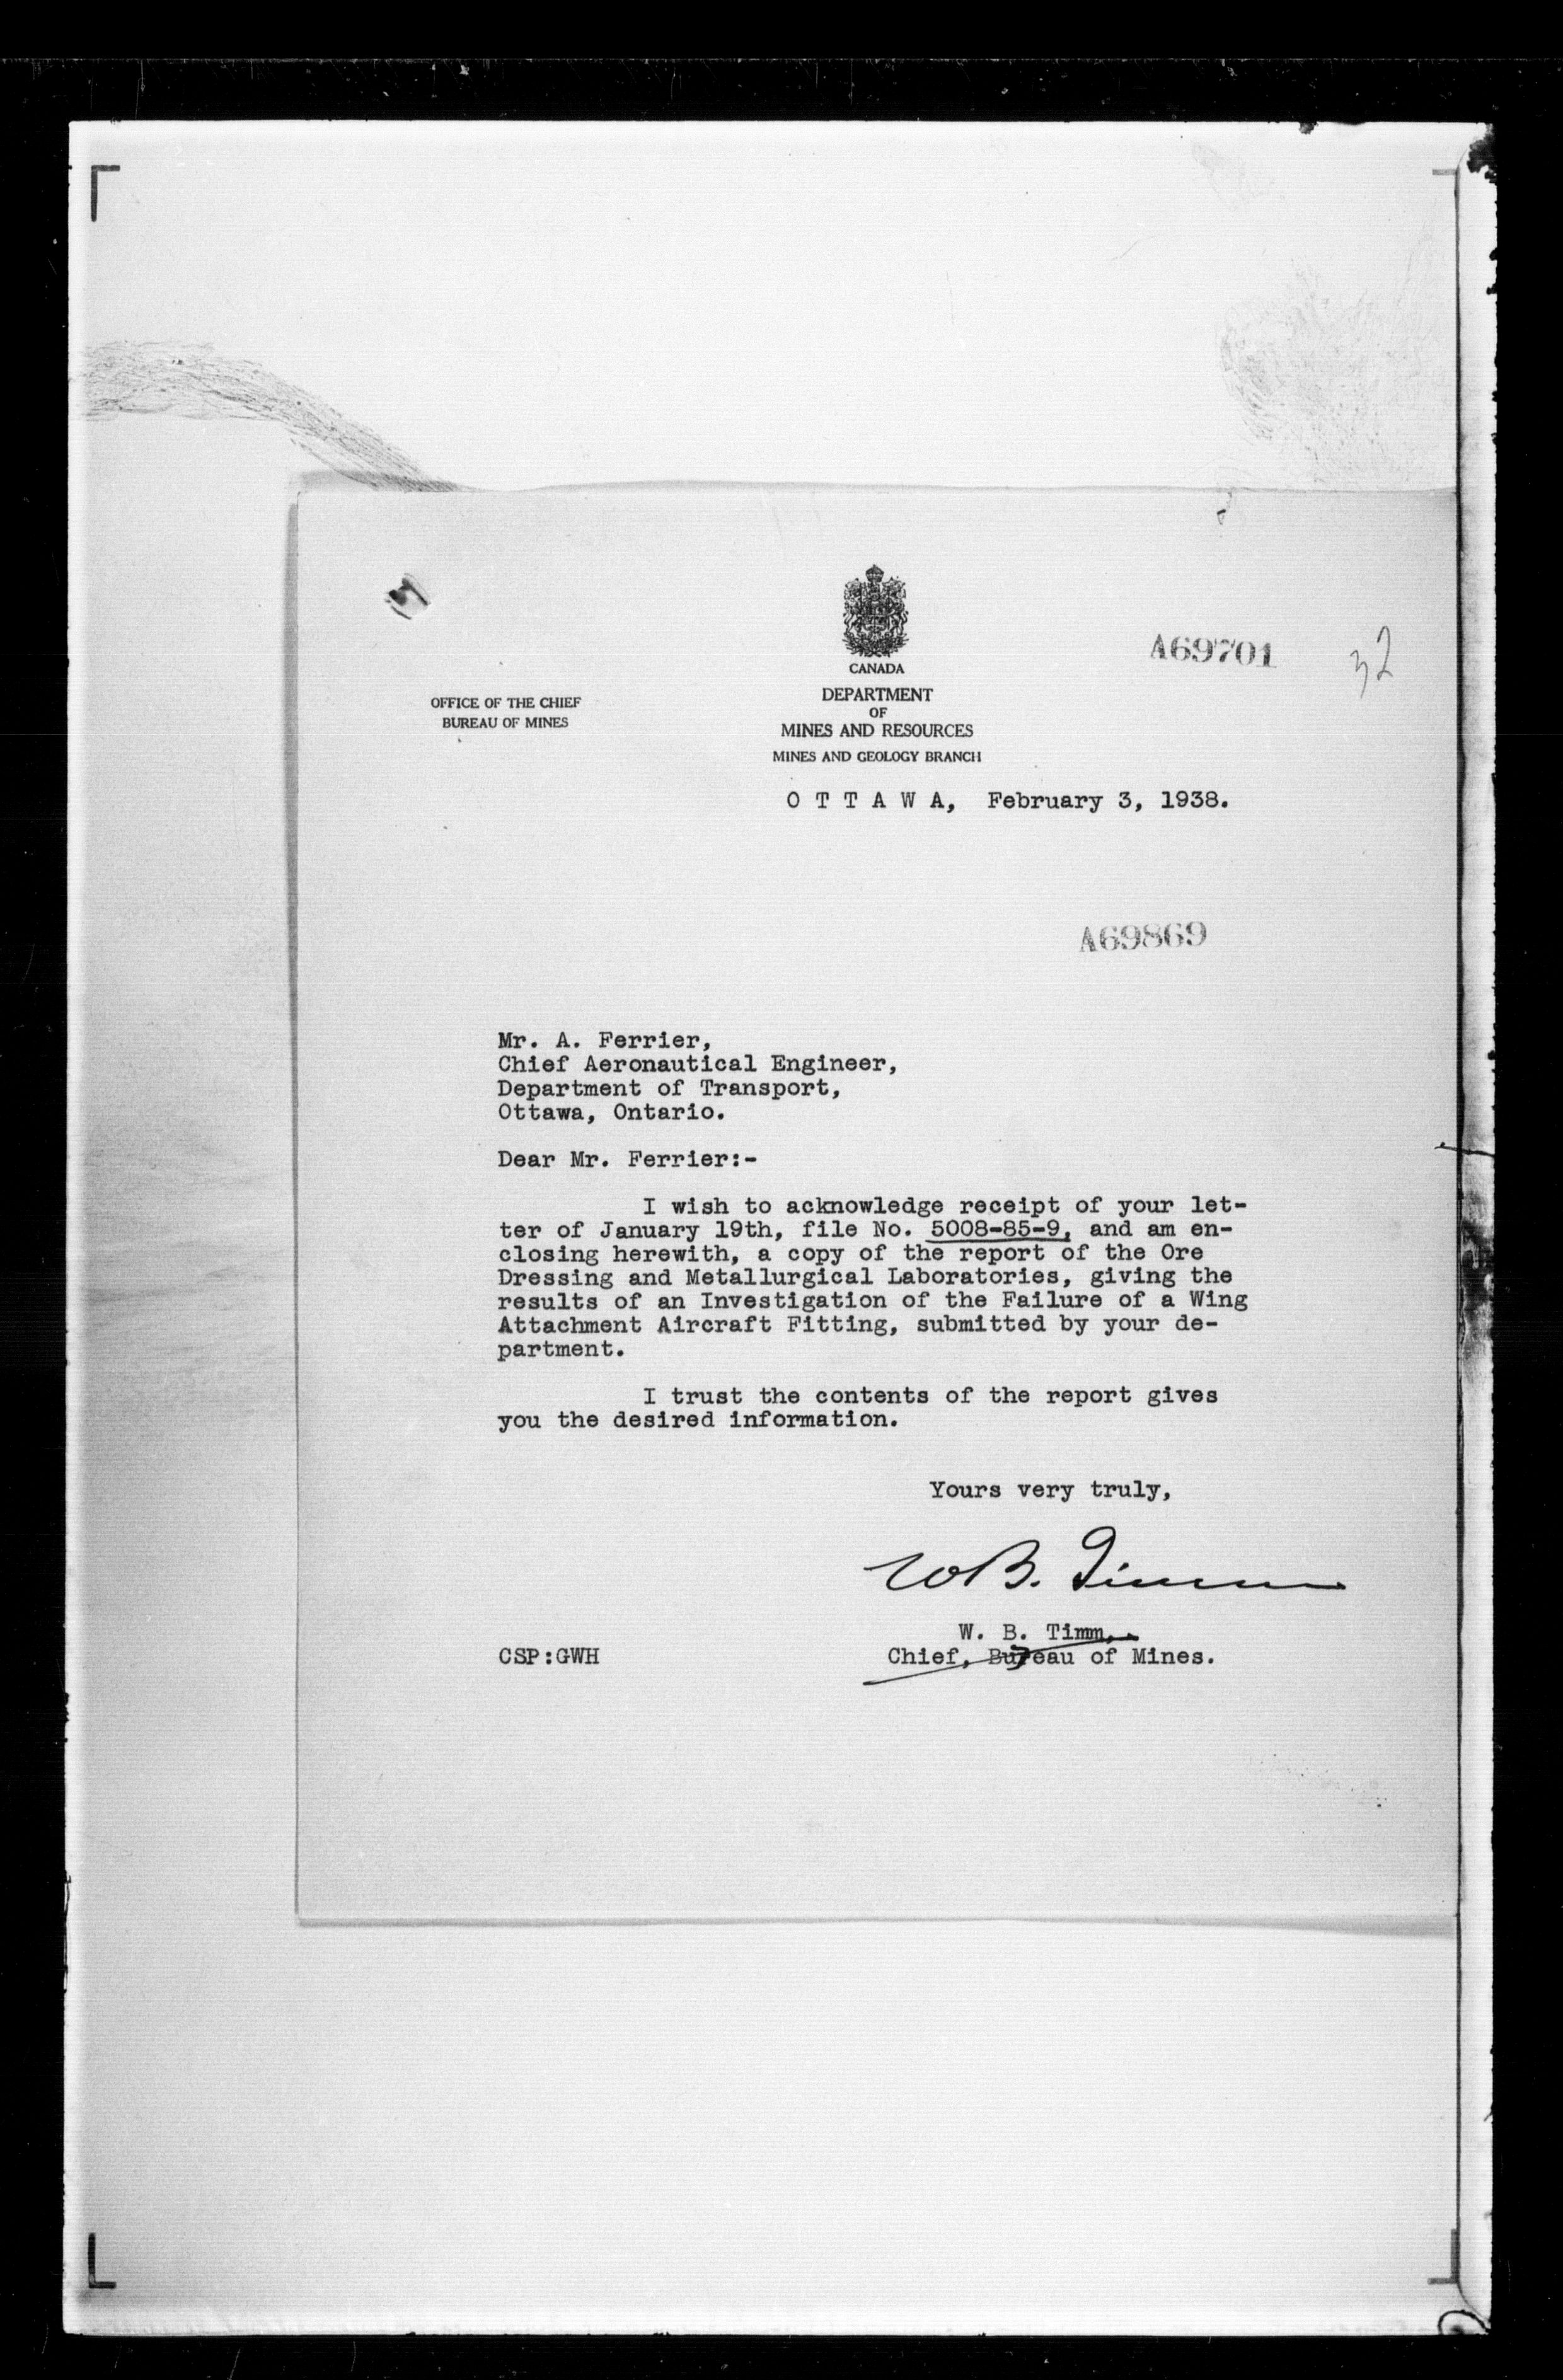 CANADA
A69701
32
OFFICE OF THE CHIEF
BUREAU OF MINES
DEPARTMENT
OF
MINES AND RESOURCES
MINES AND GEOLOGY BRANCH
O T T A W A, February 3, 1938.
A69869
Mr. A. Ferrier,
Chief Aeronautical Engineer,
Department of Transport,
Ottawa, Ontario.
Dear Mr. Ferrier:-
I wish to acknowledge receipt of your let-
ter of January 19th, file No. 5008-85-9, and am en-
closing herewith, a copy of the report of the Ore
Dressing and Metallurgical Laboratories, giving the
results of an Investigation of the Failure of a Wing
Attachment Aircraft Fitting, submitted by your de-
partment.
I trust the contents of the report gives
you the desired information.
Yours very truly,
W.B. Timm
W. B. Timm,
CSP:GWH
Chief, Bureau of Mines.